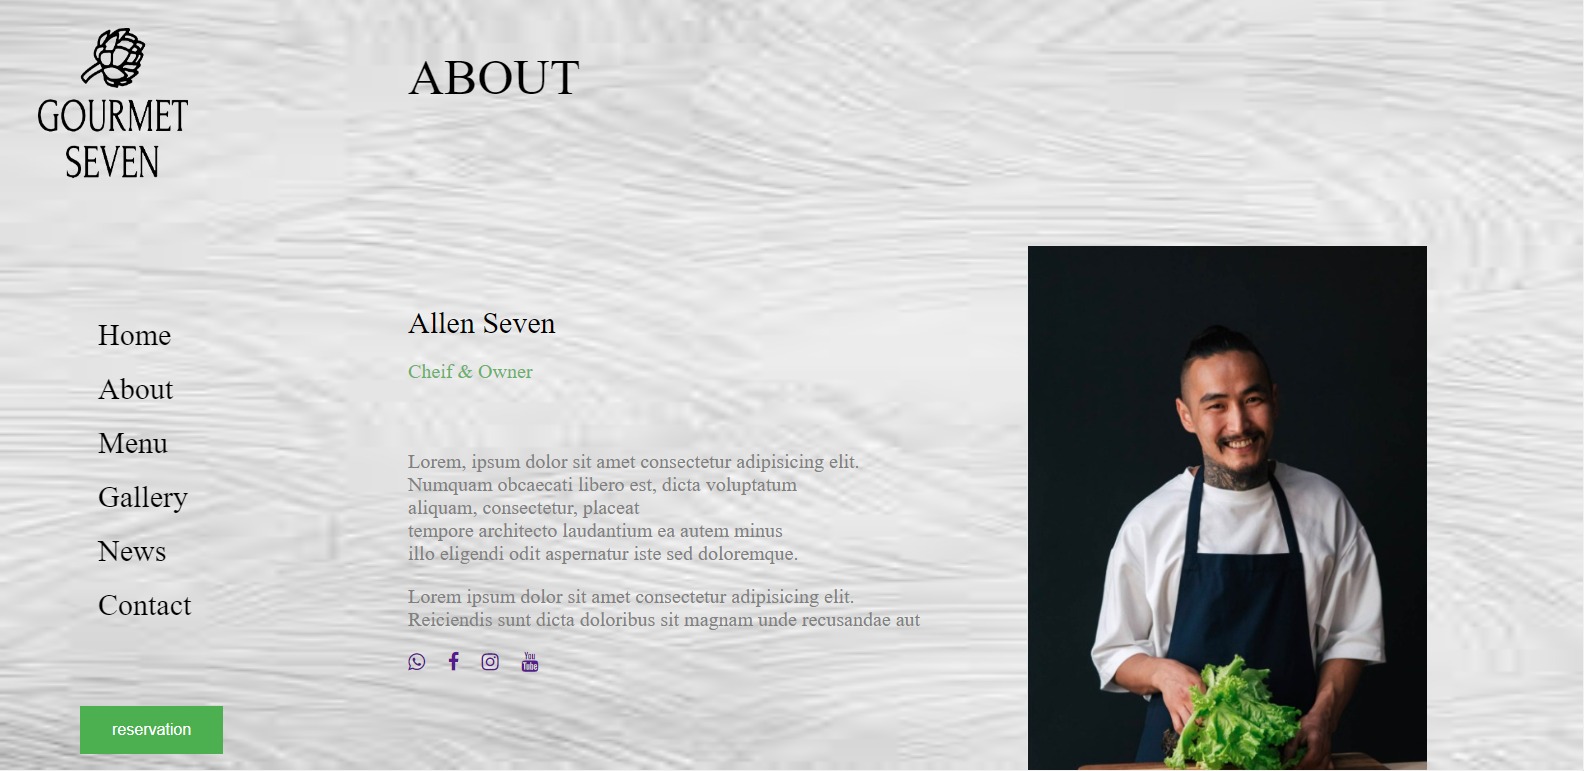 GOURMET
SEVEN
Home
About
Menu
Gallery
News
Contact
reservation
ABOUT
Allen Seven
Cheif & Owner
Lorem, ipsum dolor sit amet consectetur adipisicing elit.
Numquam obcaecati libero est, dicta voluptatum
aliquam, consectetur, placeat
tempore architecto laudantium ea autem minus
illo eligendi odit aspernatur iste sed doloremque.
Lorem ipsum dolor sit amet consectetur adipisicing elit.
Reiciendis sunt dicta doloribus sit magnam unde recusandae aut
You
Tube